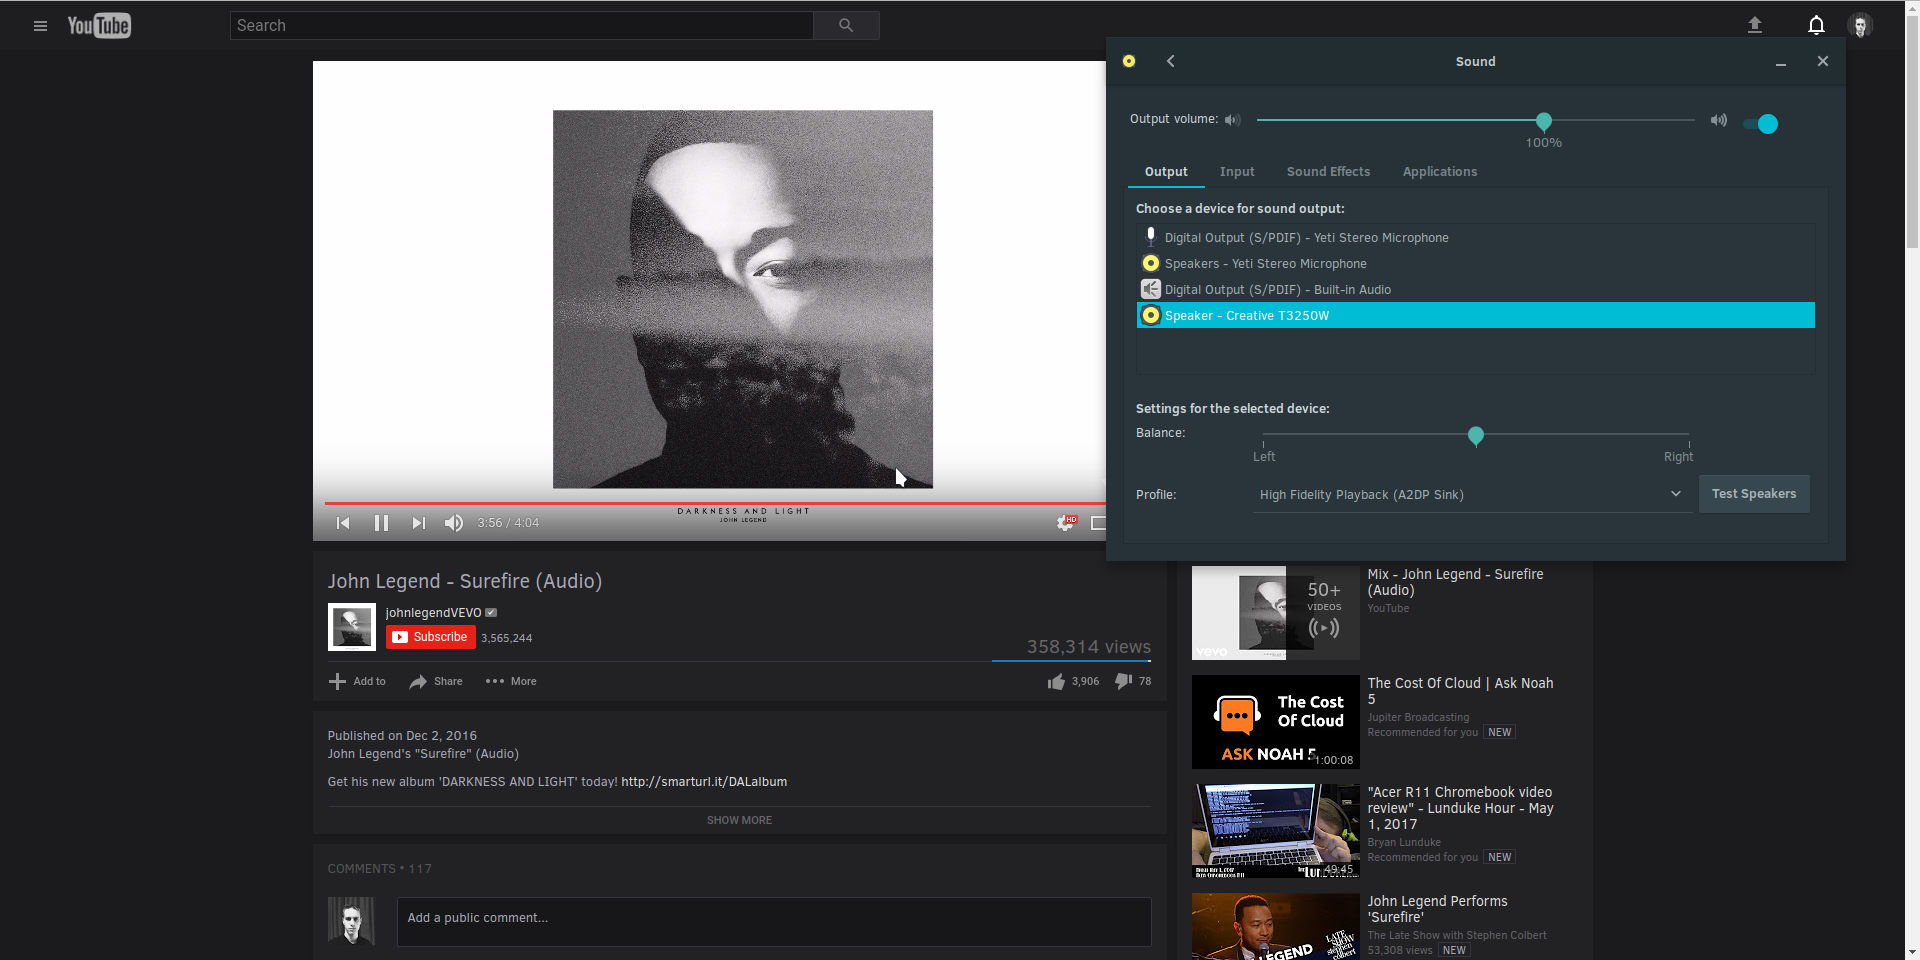 YouTube
Search
Sound
Output volume:
100%
Output
Input
Sound Effects
Applications
Choose a device for sound output:
Digital Output (S/PDIF) - Yeti Stereo Microphone
Speakers - Yeti Stereo Microphone
Digital Output (S/PDIF) - Built-in Audio
Speaker - Creative T3250W
Settings for the selected device:
Balance:
Left
Right
Profile:
High Fidelity Playback (A2DP Sink)
Test Speakers
DARKNESS AND LIGHT
JOHN LEGEND
3:56 / 4:04
HD
John Legend - Surefire (Audio)
johnlegendVEVO
Subscribe
3,565,244
358,314 views
Add to
Share
More
3,906
78
Published on Dec 2, 2016
John Legend's "Surefire" (Audio)
Get his new album 'DARKNESS AND LIGHT' today! http://smarturl.it/DALalbum
SHOW MORE
COMMENTS • 117
Add a public comment...
vevo
50+
VIDEOS
Mix - John Legend - Surefire
(Audio)
YouTube
The Cost
Of Cloud
ASK NOAH 5
1:00:08
The Cost Of Cloud | Ask Noah
5
Jupiter Broadcasting
Recommended for you NEW
49:45
"Acer R11 Chromebook video
review" - Lunduke Hour - May
1, 2017
Bryan Lunduke
Recommended for you NEW
LATE
SHOW
stephen
colbert
LEGEND
John Legend Performs
'Surefire'
The Late Show with Stephen Colbert
53,308 views NEW